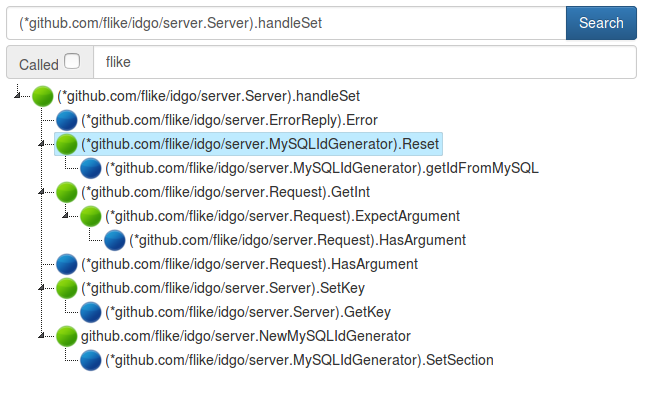 (*github.com/flike/idgo/server.Server).handleSet Search
Called flike
(*github.com/flike/idgo/server.Server).handleSet
(*github.com/flike/idgo/server.ErrorReply).Error
(*github.com/flike/idgo/server.MySQLIdGenerator).Reset
(*github.com/flike/idgo/server.MySQLIdGenerator).getIdFromMySQL
(*github.com/flike/idgo/server.Request).GetInt
(*github.com/flike/idgo/server.Request).ExpectArgument
(*github.com/flike/idgo/server.Request).HasArgument
(*github.com/flike/idgo/server.Request).HasArgument
(*github.com/flike/idgo/server.Server).SetKey
(*github.com/flike/idgo/server.Server).GetKey
github.com/flike/idgo/server.NewMySQLIdGenerator
(*github.com/flike/idgo/server.MySQLIdGenerator).SetSection